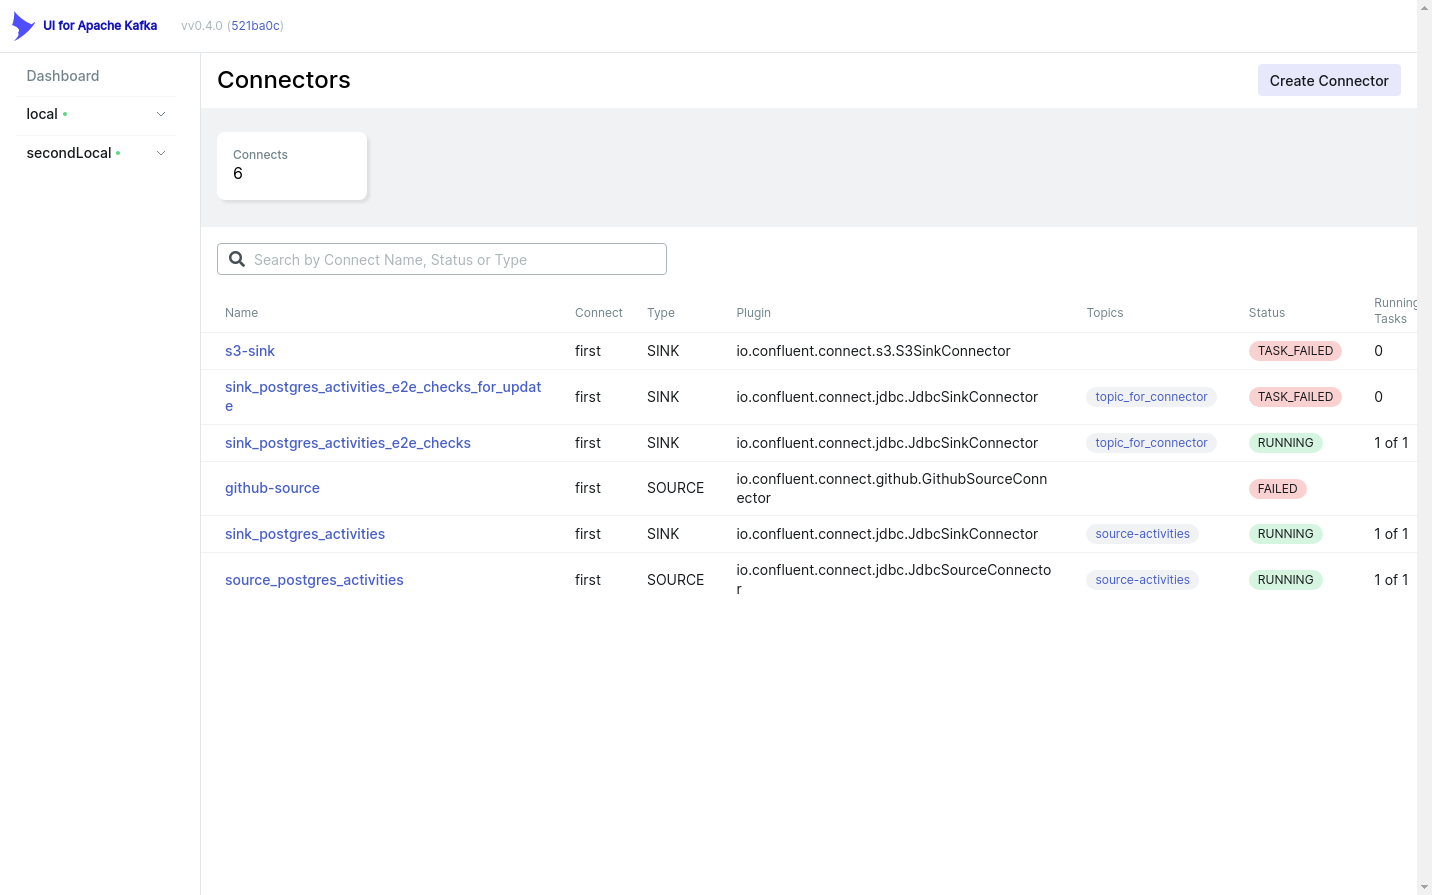 UI for Apache Kafka
vv0.4.0 (521ba0c)
Dashboard
local
secondLocal
Connectors
Create Connector
Connects
6
Search by Connect Name, Status or Type
Name Connect Type Plugin Topics Status Running Tasks
s3-sink first SINK io.confluent.connect.s3.S3SinkConnector TASK_FAILED 0
sink_postgres_activities_e2e_checks_for_updat
e
first SINK io.confluent.connect.jdbc.JdbcSinkConnector topic_for_connector TASK_FAILED 0
sink_postgres_activities_e2e_checks first SINK io.confluent.connect.jdbc.JdbcSinkConnector topic_for_connector RUNNING 1 of 1
github-source first SOURCE io.confluent.connect.github.GithubSourceConn
ector
FAILED
sink_postgres_activities first SINK io.confluent.connect.jdbc.JdbcSinkConnector source-activities RUNNING 1 of 1
source_postgres_activities first SOURCE io.confluent.connect.jdbc.JdbcSourceConnecto
r
source-activities RUNNING 1 of 1